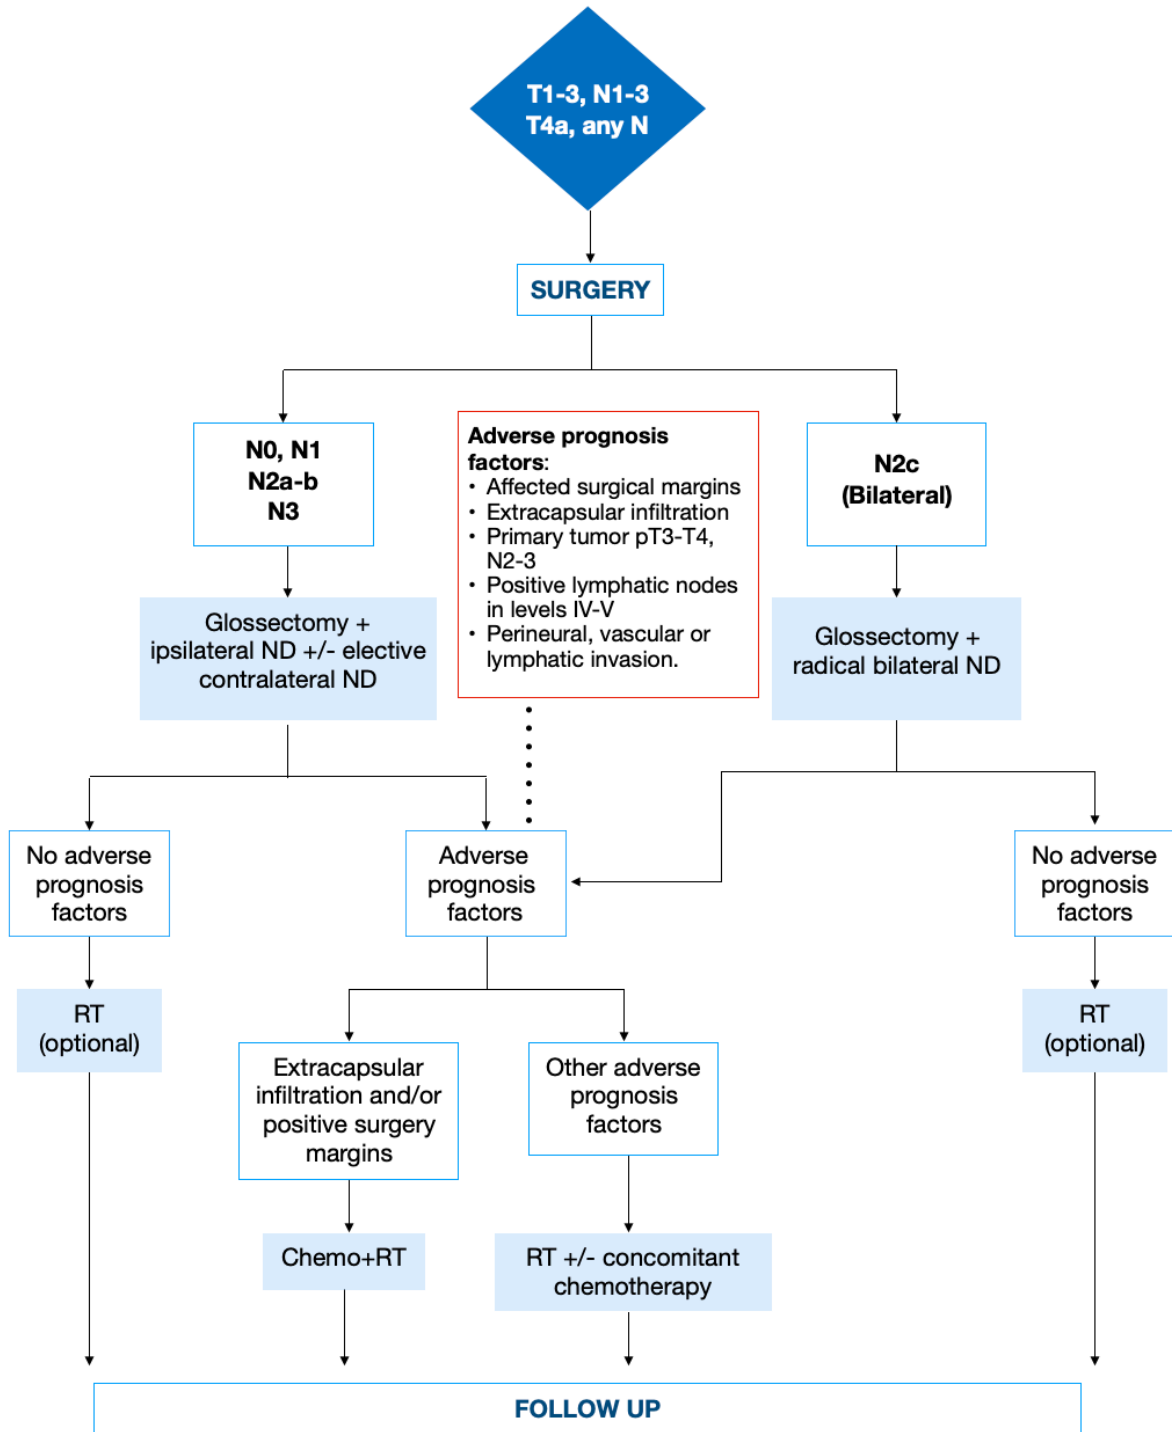 T1-3, N1-3
T4a, any N
SURGERY
N0, N1
N2a-b
N3
Adverse prognosis
factors:
• Affected surgical margins
• Extracapsular infiltration
• Primary tumor pT3-T4,
N2-3
• Positive lymphatic nodes
in levels IV-V
• Perineural, vascular or
lymphatic invasion.
N2c
(Bilateral)
Glossectomy +
ipsilateral ND +/- elective
contralateral ND
Glossectomy +
radical bilateral ND
No adverse
prognosis
factors
Adverse
prognosis
factors
No adverse
prognosis
factors
RT
(optional)
Extracapsular
infiltration and/or
positive surgery
margins
Other adverse
prognosis
factors
RT
(optional)
Chemo+RT
RT +/- concomitant
chemotherapy
FOLLOW UP